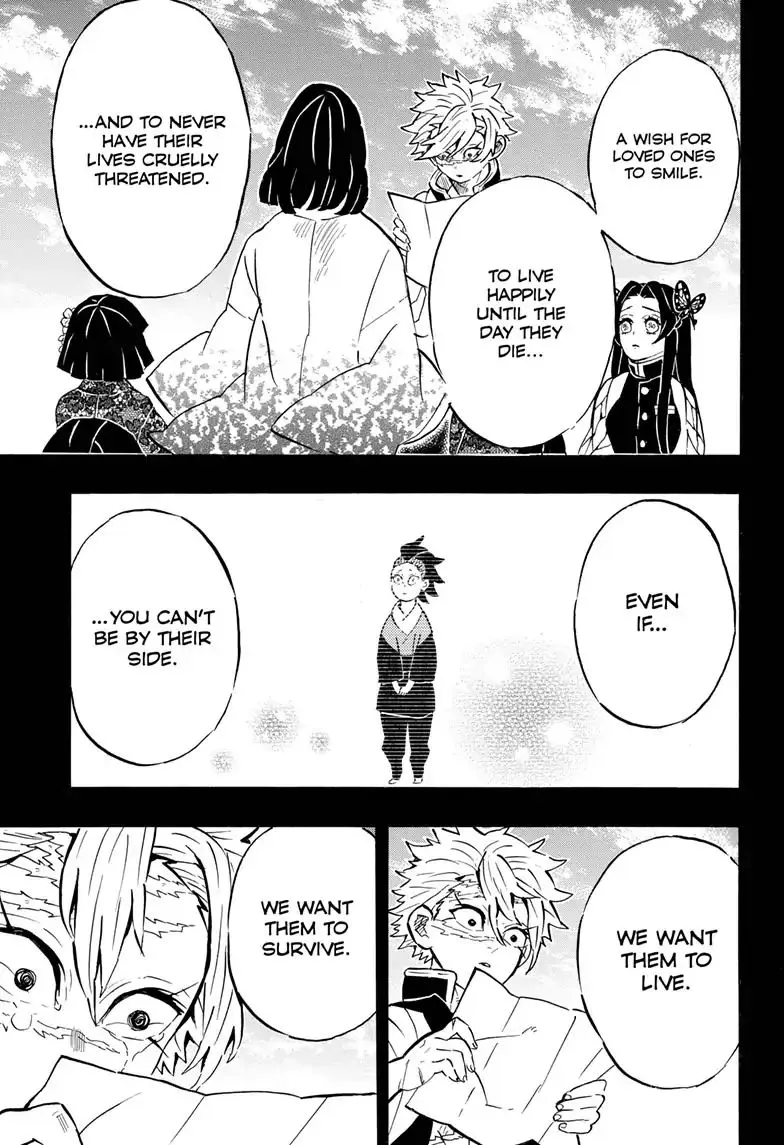 A WISH FOR
LOVED ONES
TO SMILE.
TO LIVE
HAPPILY
UNTIL THE
DAY THEY
DIE...
...AND TO NEVER
HAVE THEIR
LIVES CRUELLY
THREATENED.
EVEN
IF...
...YOU CAN'T
BE BY THEIR
SIDE.
WE WANT
THEM TO
LIVE.
WE WANT
THEM TO
SURVIVE.